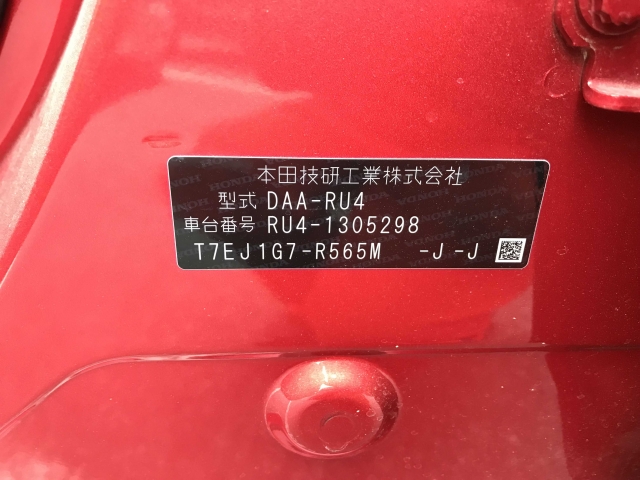 本田技研工業株式会社
型式 DAA-RU4
車台番号 RU4-1305298
T7EJ1G7-R565M -J -J